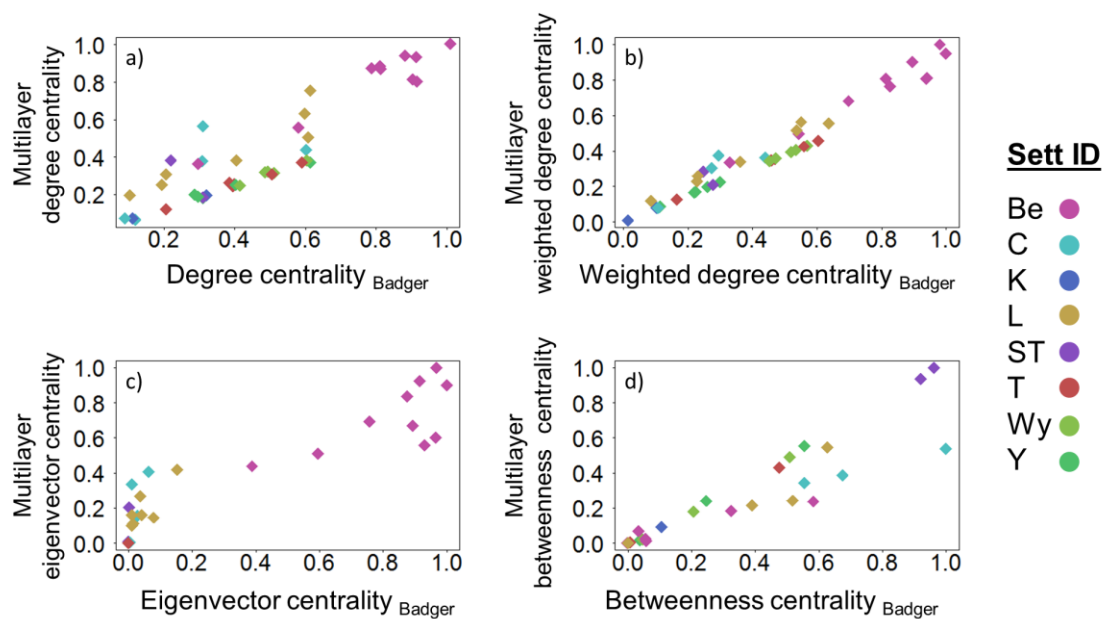 a)
Multilayer
degree centrality
1.0
0.8
0.6
0.4
0.2
0.2 0.4 0.6 0.8 1.0
Degree centrality Badger
b)
Multilayer
weighted degree centrality
1.0
0.8
0.6
0.4
0.2
0.0
0.0 0.2 0.4 0.6 0.8 1.0
Weighted degree centrality Badger
c)
Multilayer
eigenvector centrality
1.0
0.8
0.6
0.4
0.2
0.0
0.0 0.2 0.4 0.6 0.8 1.0
Eigenvector centrality Badger
d)
Multilayer
betweenness centrality
1.0
0.8
0.6
0.4
0.2
0.0
0.0 0.2 0.4 0.6 0.8 1.0
Betweenness centrality Badger
Sett ID
Be
C
K
L
ST
T
Wy
Y